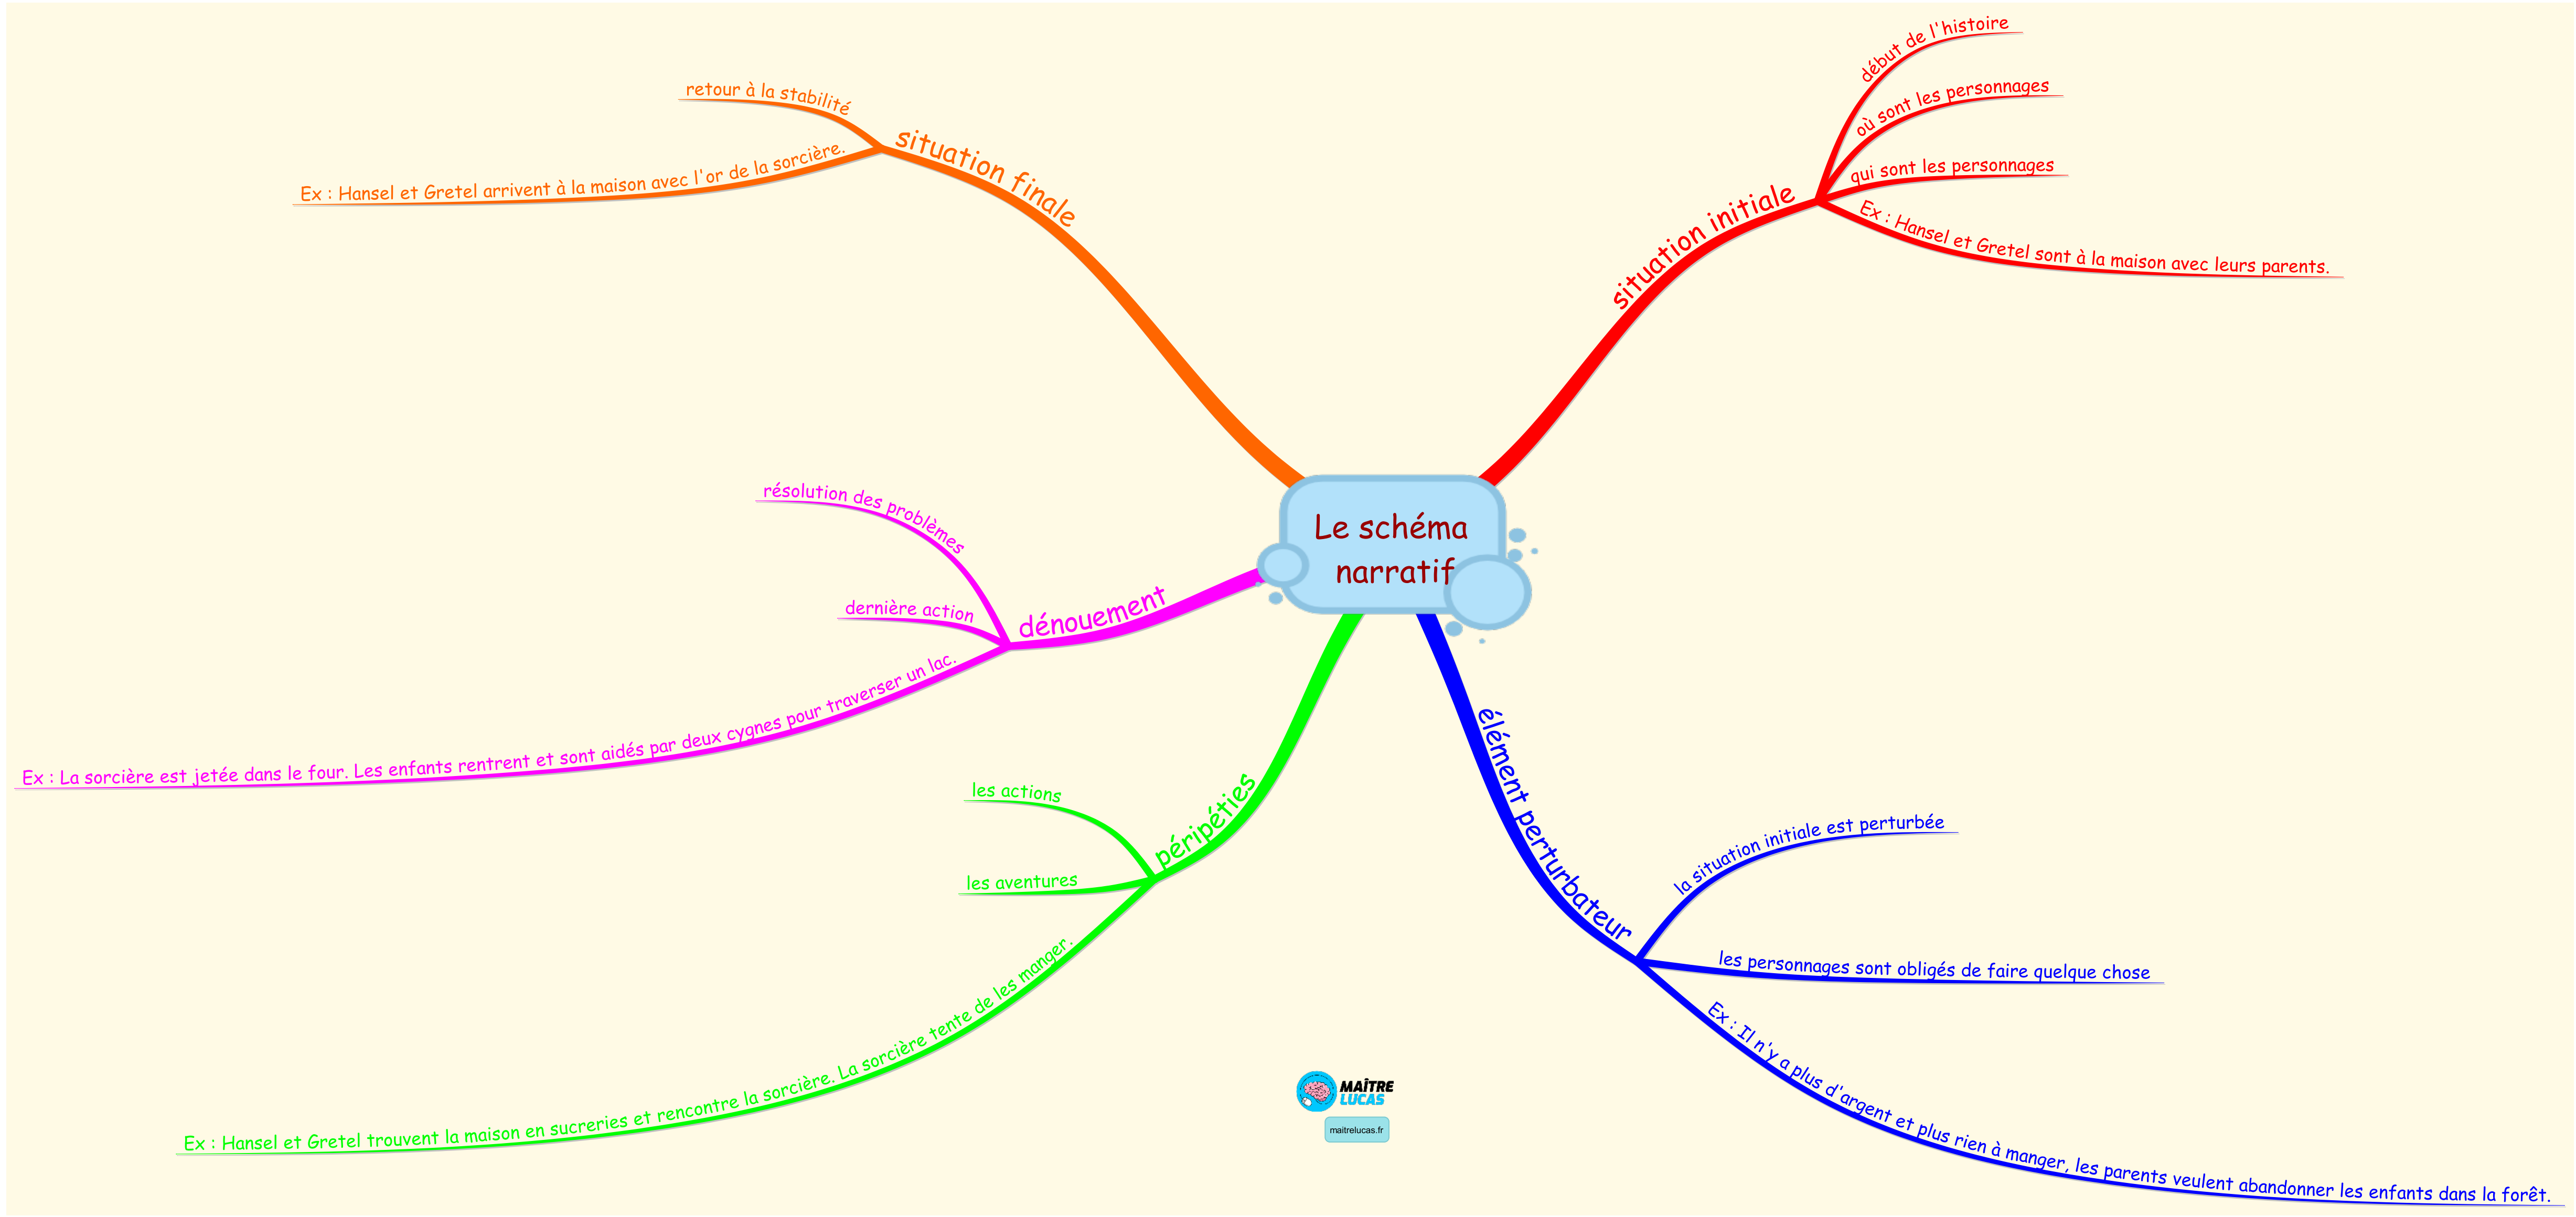 Le schéma
narratif
situation initiale
début de l'histoire
où sont les personnages
qui sont les personnages
Ex : Hansel et Gretel sont à la maison avec leurs parents.
élément perturbateur
la situation initiale est perturbée
les personnages sont obligés de faire quelque chose
Ex : Il n'y a plus d'argent et plus rien à manger, les parents veulent abandonner les enfants dans la forêt.
péripéties
les actions
les aventures
Ex : Hansel et Gretel trouvent la maison en sucreries et rencontre la sorcière. La sorcière tente de les manger.
dénouement
résolution des problèmes
dernière action
Ex : La sorcière est jetée dans le four. Les enfants rentrent et sont aidés par deux cygnes pour traverser un lac.
situation finale
retour à la stabilité
Ex : Hansel et Gretel arrivent à la maison avec l'or de la sorcière.
MAÎTRE
LUCAS
maitrelucas.fr